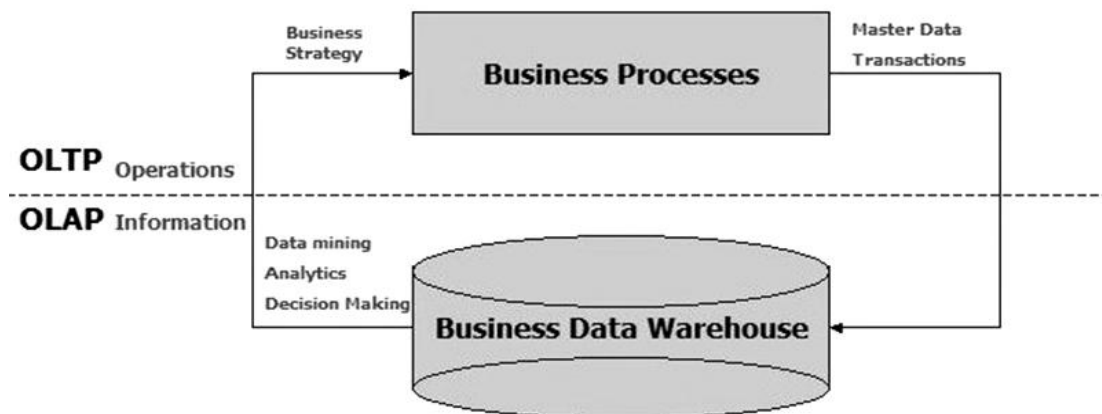 Business
Strategy
Business Processes
Master Data
Transactions
OLTP Operations
OLAP Information
Data mining
Analytics
Decision Making
Business Data Warehouse